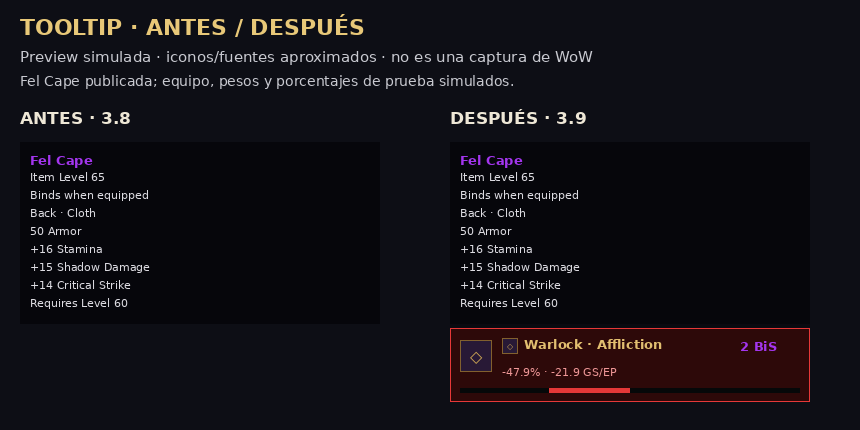 TOOLTIP · ANTES / DESPUÉS
Preview simulada · iconos/fuentes aproximados · no es una captura de WoW
Fel Cape publicada; equipo, pesos y porcentajes de prueba simulados.
ANTES · 3.8
Fel Cape
Item Level 65
Binds when equipped
Back · Cloth
50 Armor
+16 Stamina
+15 Shadow Damage
+14 Critical Strike
Requires Level 60
DESPUÉS · 3.9
Fel Cape
Item Level 65
Binds when equipped
Back · Cloth
50 Armor
+16 Stamina
+15 Shadow Damage
+14 Critical Strike
Requires Level 60
Warlock · Affliction
2 BiS
-47.9% · -21.9 GS/EP